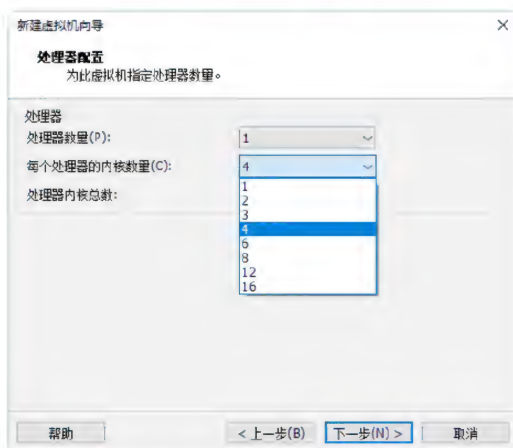 新建虚拟机向导
处理器配置
为此虚拟机指定处理器数量。
处理器
处理器数量(P): 1
每个处理器的内核数量(C): 4
处理器内核总数:
1
2
3
4
6
8
12
16
帮助 < 上一步(B) 下一步(N) > 取消